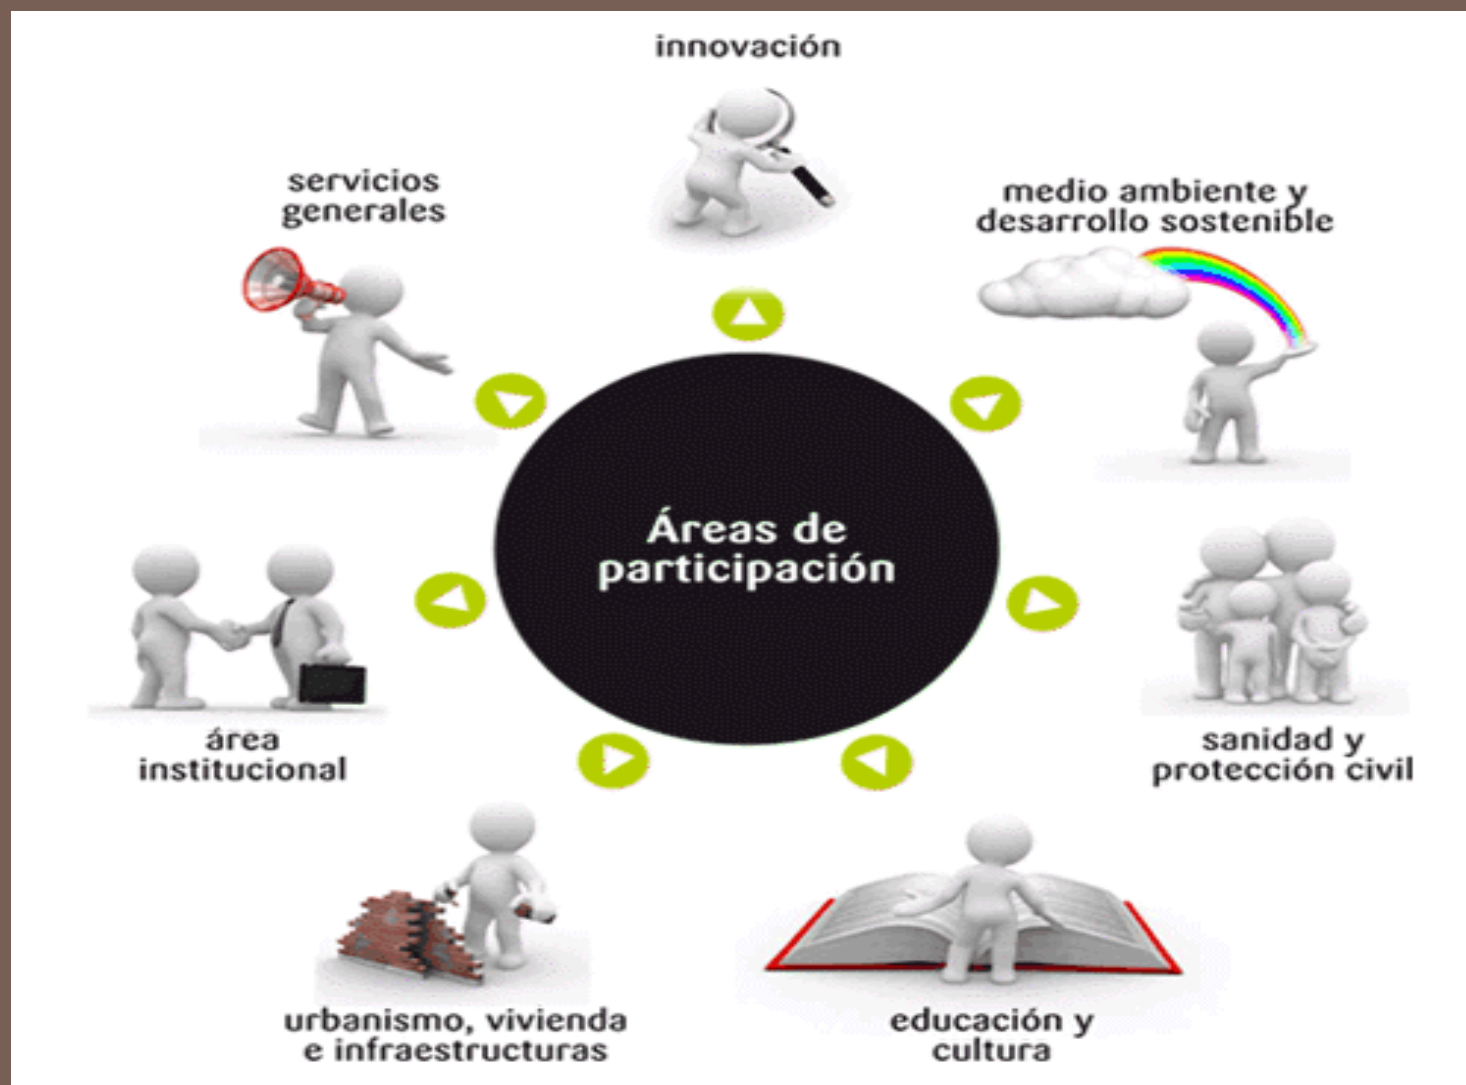 innovación
servicios
generales
medio ambiente y
desarrollo sostenible
Áreas de
participación
área
institucional
sanidad y
protección civil
urbanismo, vivienda
e infraestructuras
educación y
cultura